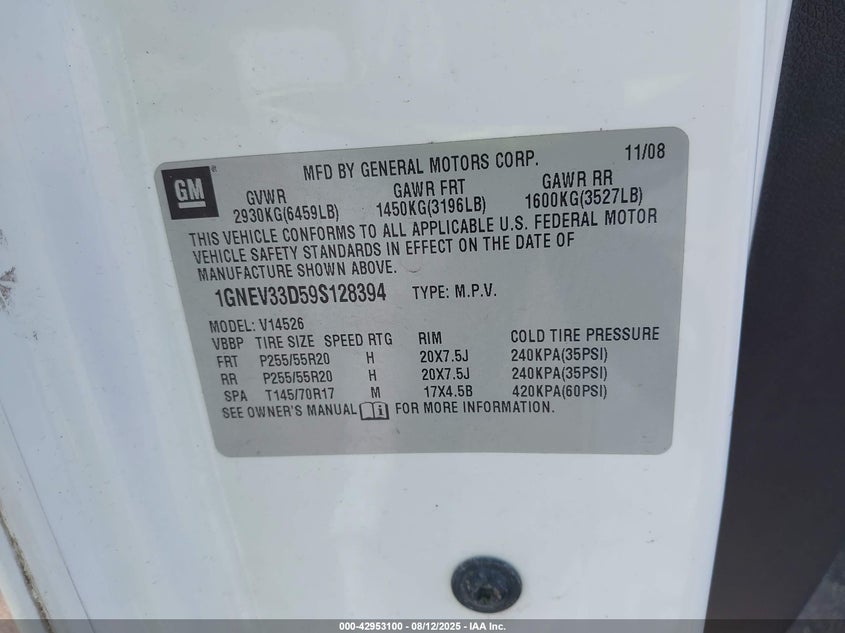 GM
MFD BY GENERAL MOTORS CORP. 11/08
GVWR GAWR FRT GAWR RR
2930KG(6459LB) 1450KG(3196LB) 1600KG(3527LB)
THIS VEHICLE CONFORMS TO ALL APPLICABLE U.S. FEDERAL MOTOR
VEHICLE SAFETY STANDARDS IN EFFECT ON THE DATE OF
MANUFACTURE SHOWN ABOVE.
1GNEV33D59S128394 TYPE: M.P.V.
MODEL: V14526
VBBP TIRE SIZE SPEED RTG RIM COLD TIRE PRESSURE
FRT P255/55R20 H 20X7.5J 240KPA(35PSI)
RR P255/55R20 H 20X7.5J 240KPA(35PSI)
SPA T145/70R17 M 17X4.5B 420KPA(60PSI)
SEE OWNER'S MANUAL FOR MORE INFORMATION.
000-42953100 - 08/12/2025 - IAA Inc.